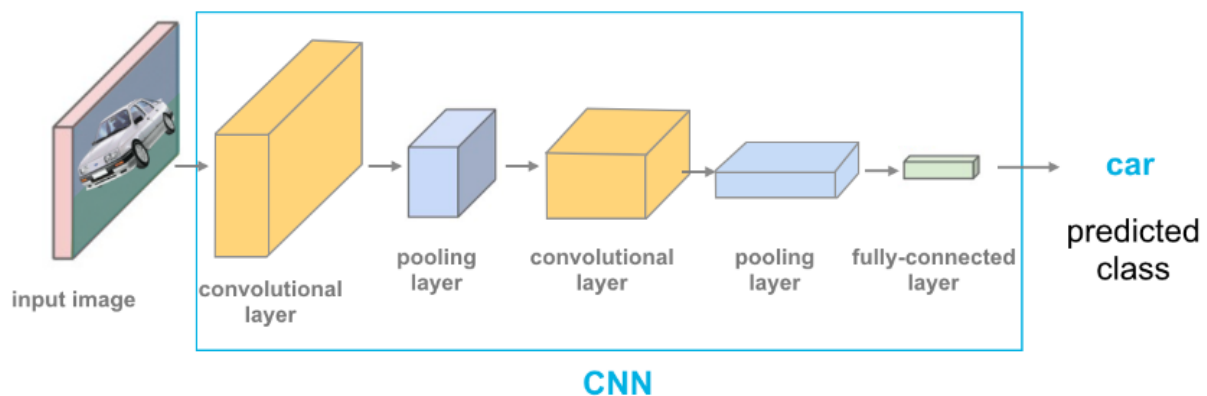 input image
convolutional
layer
pooling
layer
convolutional
layer
pooling
layer
fully-connected
layer
car
predicted
class
CNN